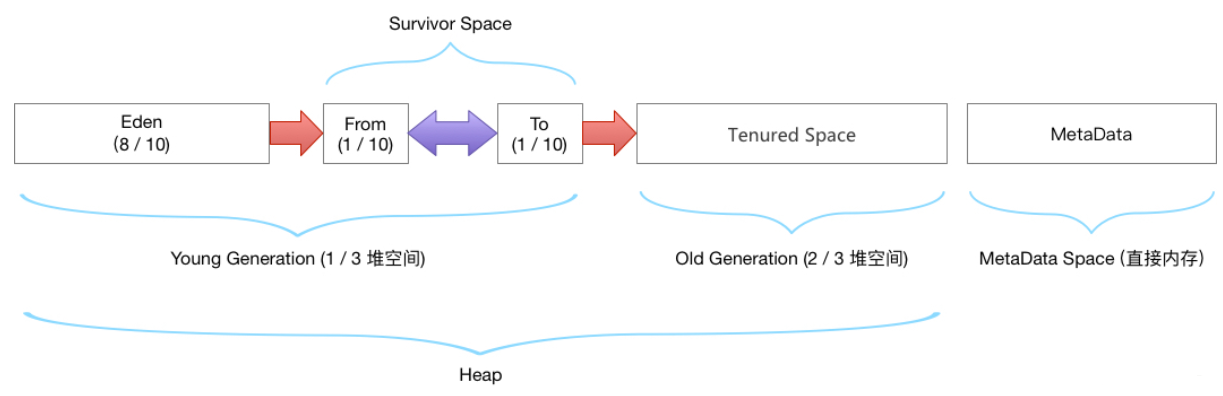 Survivor Space
Eden
(8 / 10)
From
(1 / 10)
To
(1 / 10)
Tenured Space
MetaData
Young Generation (1 / 3 堆空间)
Old Generation (2 / 3 堆空间)
MetaData Space (直接内存)
Heap